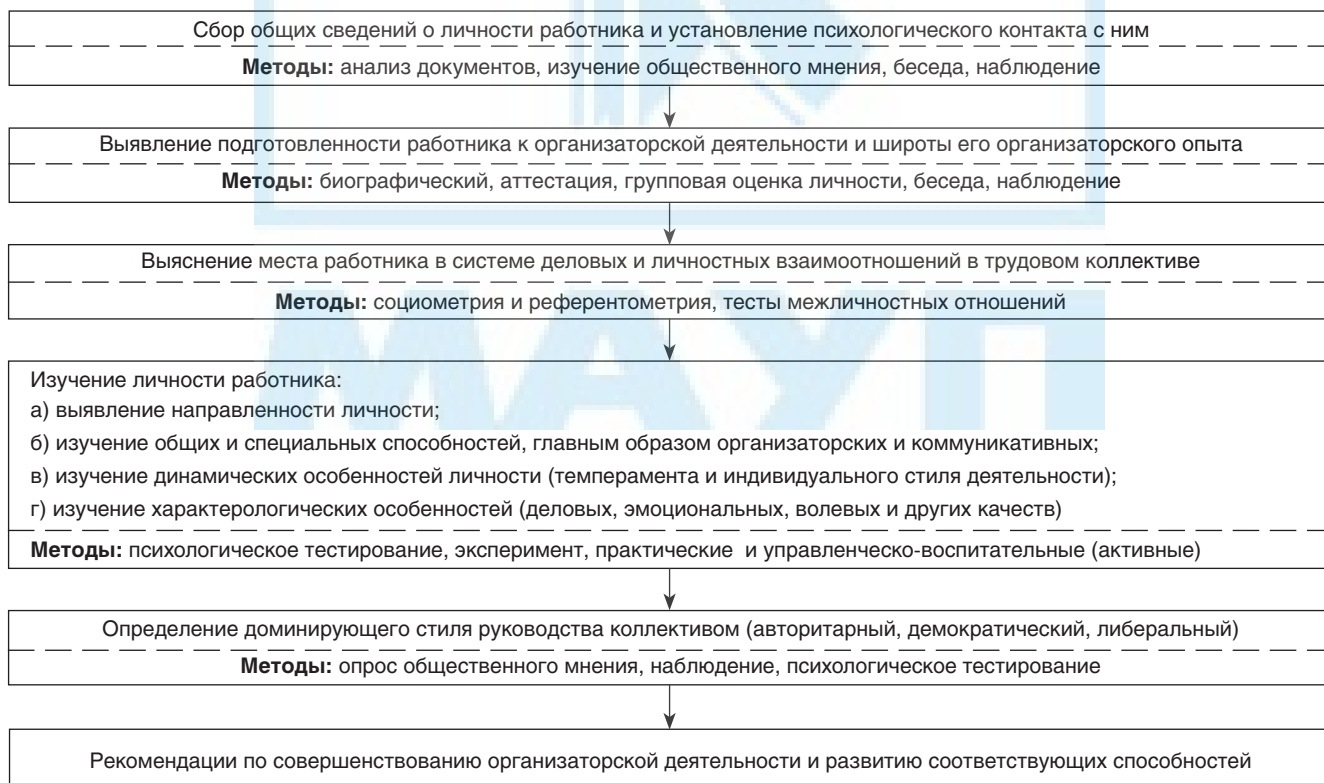 Сбор общих сведений о личности работника и установление психологического контакта с ним
Методы: анализ документов, изучение общественного мнения, беседа, наблюдение
Выявление подготовленности работника к организаторской деятельности и широты его организаторского опыта
Методы: биографический, аттестация, групповая оценка личности, беседа, наблюдение
Выяснение места работника в системе деловых и личностных взаимоотношений в трудовом коллективе
Методы: социометрия и референтометрия, тесты межличностных отношений
МАУП
Изучение личности работника:
а) выявление направленности личности;
б) изучение общих и специальных способностей, главным образом организаторских и коммуникативных;
в) изучение динамических особенностей личности (темперамента и индивидуального стиля деятельности);
г) изучение характерологических особенностей (деловых, эмоциональных, волевых и других качеств)
Методы: психологическое тестирование, эксперимент, практические и управленческо-воспитательные (активные)
Определение доминирующего стиля руководства коллективом (авторитарный, демократический, либеральный)
Методы: опрос общественного мнения, наблюдение, психологическое тестирование
Рекомендации по совершенствованию организаторской деятельности и развитию соответствующих способностей